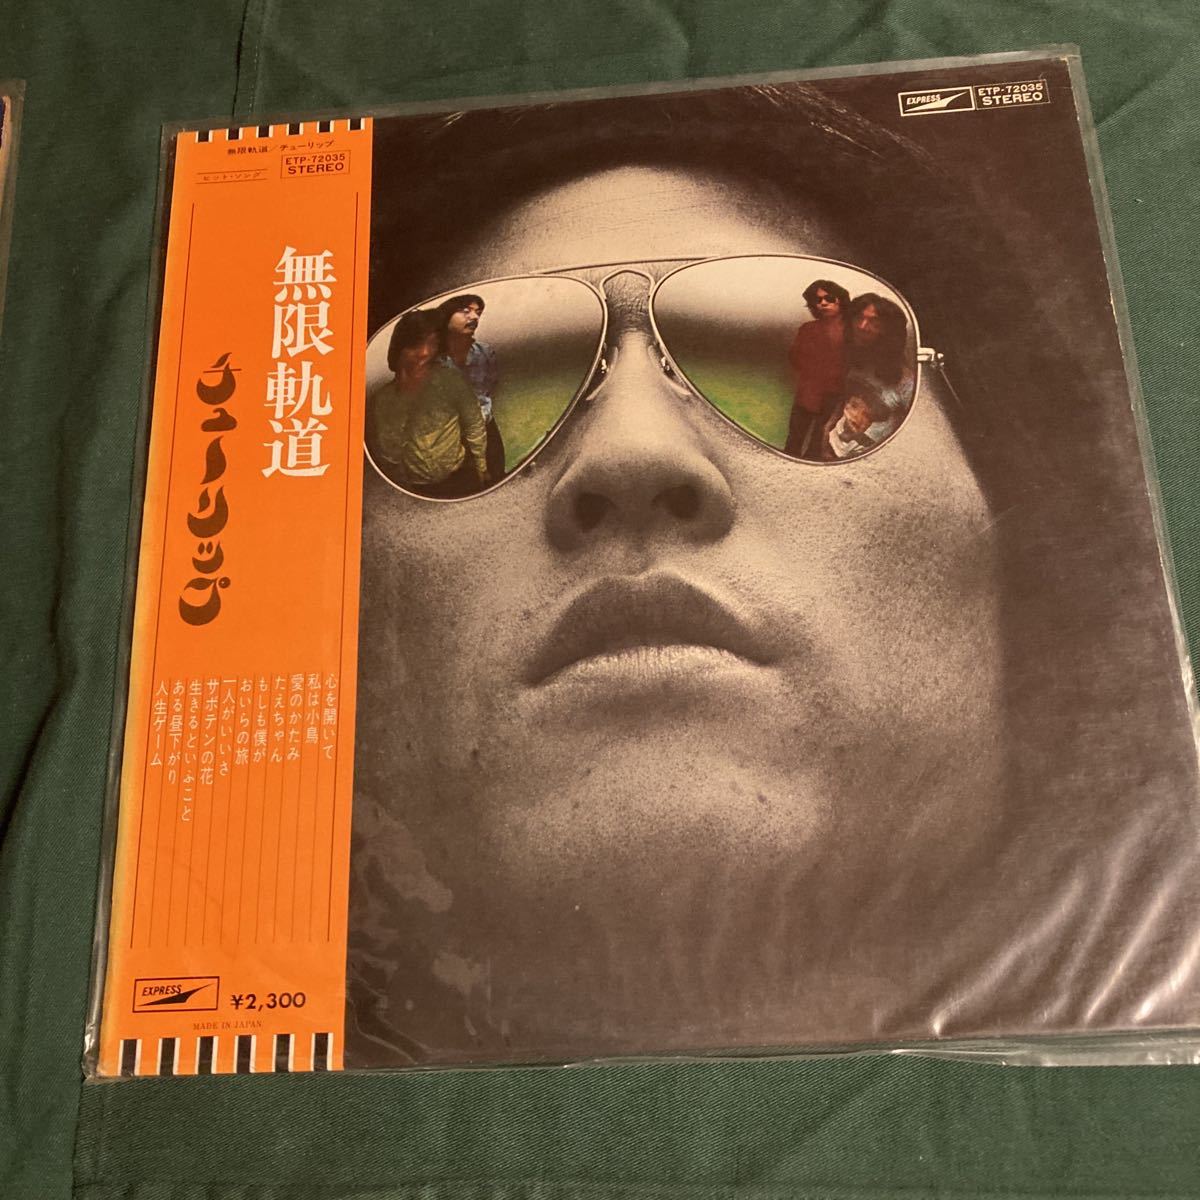 無限軌道/チューリップ
ETP-72035
STEREO
ヒット・ソング
無限軌道
チューリップ
心を開いて
私は小鳥
愛のかたみ
たえちゃん
もしも僕が
おいらの旅
一人がいいさ
サボテンの花
生きるといふこと
ある昼下がり
人生ゲーム
EXPRESS
¥2,300
MADE IN JAPAN
EXPRESS
ETP-72035
STEREO